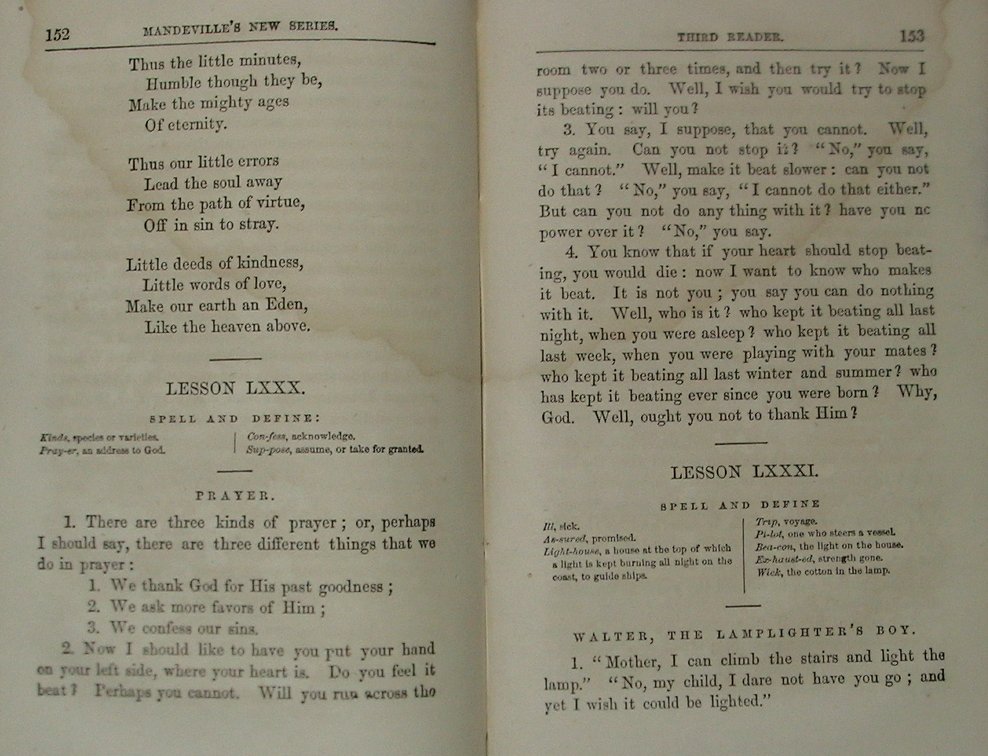 152 MANDEVILLE'S NEW SERIES.
Thus the little minutes,
Humble though they be,
Make the mighty ages
Of eternity.
Thus our little errors
Lead the soul away
From the path of virtue,
Off in sin to stray.
Little deeds of kindness,
Little words of love,
Make our earth an Eden,
Like the heaven above.
LESSON LXXX.
SPELL AND DEFINE:
Kinds, species or varieties.
Pray-er, an address to God.
Con-fess, acknowledge.
Sup-pose, assume, or take for granted.
PRAYER.
1. There are three kinds of prayer; or, perhaps
I should say, there are three different things that we
do in prayer:
1. We thank God for His past goodness;
2. We ask more favors of Him;
3. We confess our sins.
2. Now I should like to have you put your hand
on your left side, where your heart is. Do you feel it
beat? Perhaps you cannot. Will you run across the
THIRD READER. 153
room two or three times, and then try it? Now I
suppose you do. Well, I wish you would try to stop
its beating: will you?
3. You say, I suppose, that you cannot. Well,
try again. Can you not stop it? "No," you say,
"I cannot." Well, make it beat slower: can you not
do that? "No," you say, "I cannot do that either."
But can you not do any thing with it? have you no
power over it? "No," you say.
4. You know that if your heart should stop beat-
ing, you would die: now I want to know who makes
it beat. It is not you; you say you can do nothing
with it. Well, who is it? who kept it beating all last
night, when you were asleep? who kept it beating all
last week, when you were playing with your mates?
who kept it beating all last winter and summer? who
has kept it beating ever since you were born? Why,
God. Well, ought you not to thank Him?
LESSON LXXXI.
SPELL AND DEFINE
Ill, sick.
As-sured, promised.
Light-house, a house at the top of which
a light is kept burning all night on the
coast, to guide ships.
Trip, voyage.
Pi-lot, one who steers a vessel.
Bea-con, the light on the house.
Ex-haust-ed, strength gone.
Wick, the cotton in the lamp.
WALTER, THE LAMPLIGHTER'S BOY.
1. "Mother, I can climb the stairs and light the
lamp." "No, my child, I dare not have you go; and
yet I wish it could be lighted."